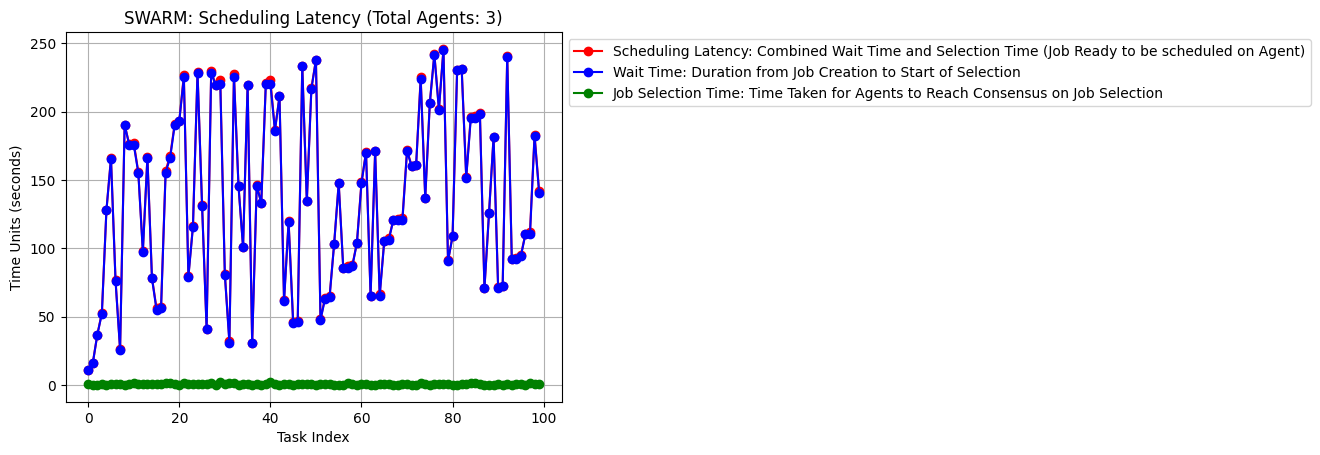 SWARM: Scheduling Latency (Total Agents: 3)
Scheduling Latency: Combined Wait Time and Selection Time (Job Ready to be scheduled on Agent)
Wait Time: Duration from Job Creation to Start of Selection
Job Selection Time: Time Taken for Agents to Reach Consensus on Job Selection
Time Units (seconds)
250
200
150
100
50
0
0 20 40 60 80 100
Task Index